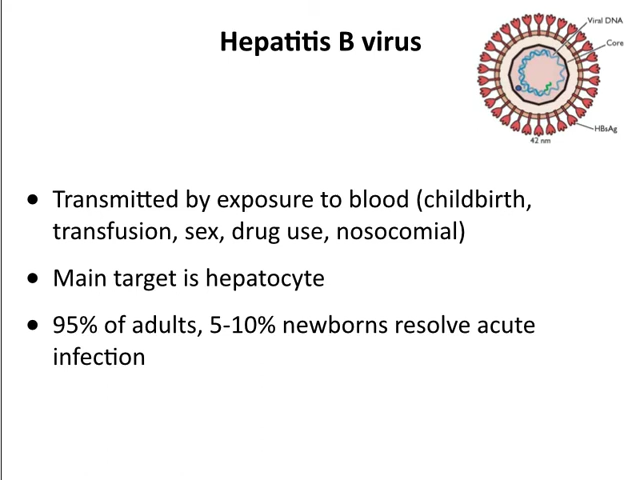 Hepatitis B virus
Viral DNA
Core
HBsAg
42 nm
• Transmitted by exposure to blood (childbirth,
transfusion, sex, drug use, nosocomial)
• Main target is hepatocyte
• 95% of adults, 5-10% newborns resolve acute
infection